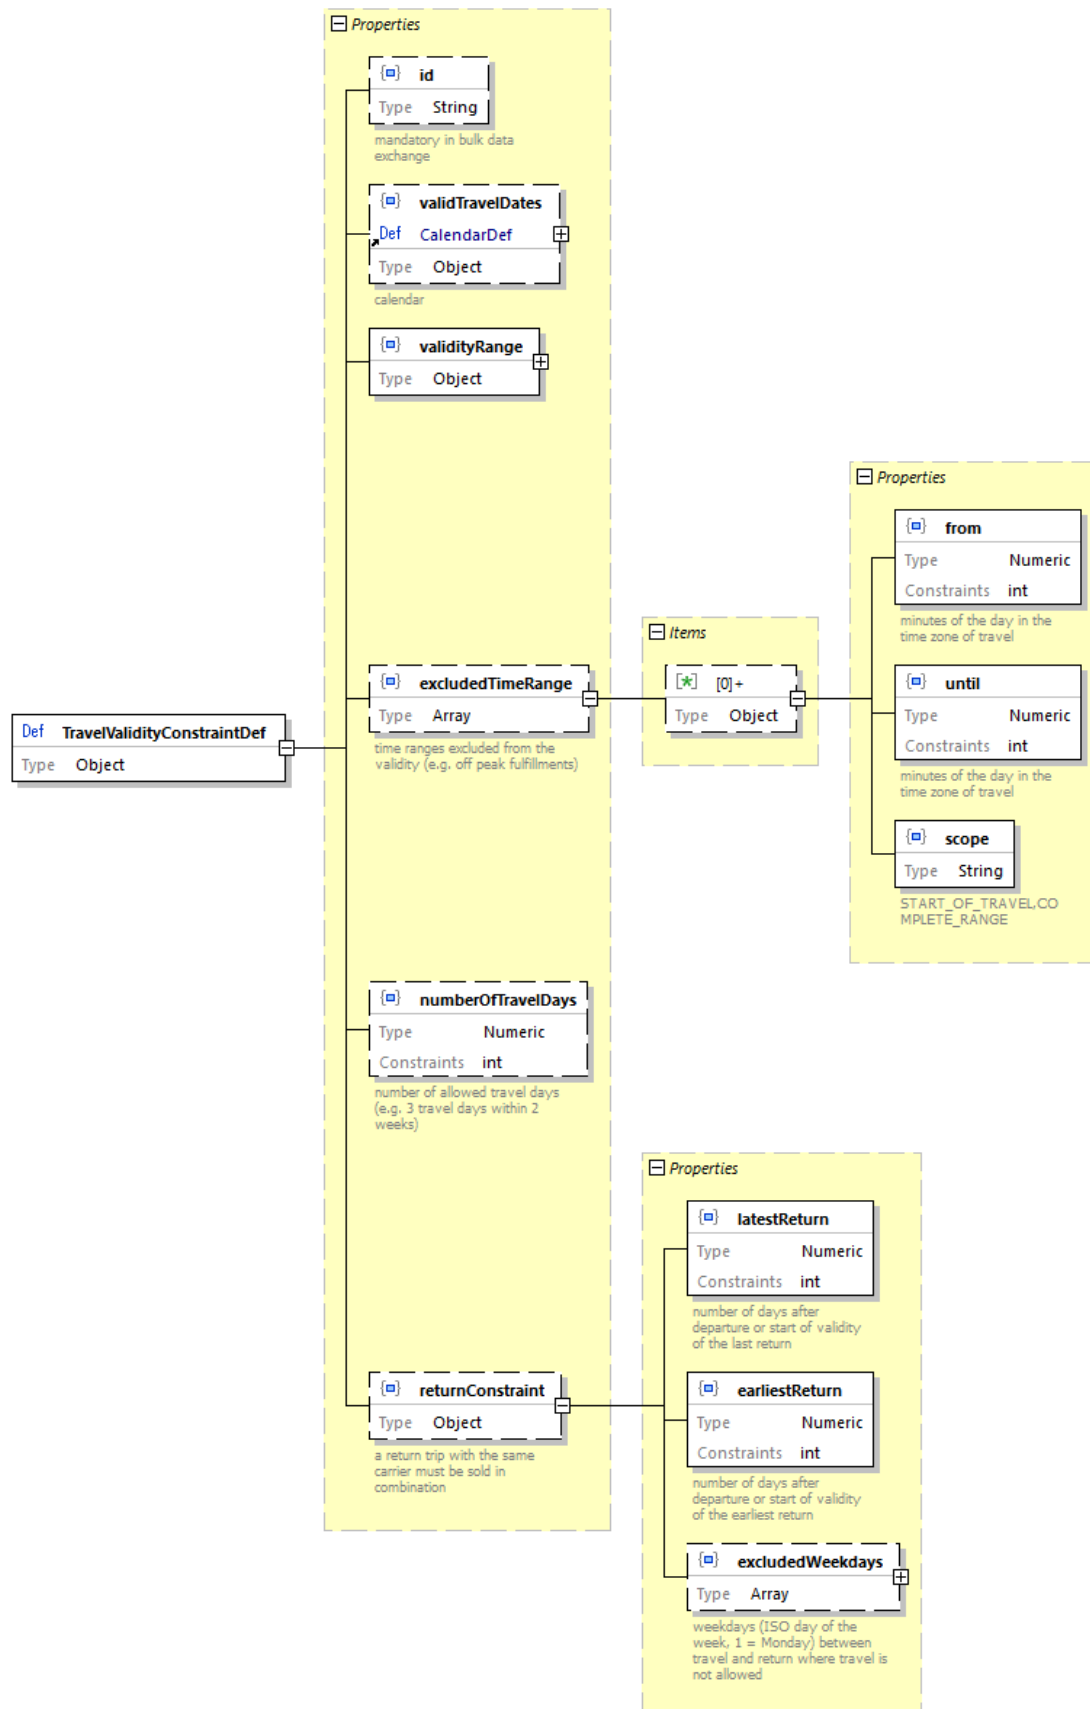 Properties
id
Type String
mandatory in bulk data
exchange
validTravelDates
Def CalendarDef
Type Object
calendar
validityRange
Type Object
Properties
from
Type Numeric
Constraints int
minutes of the day in the
time zone of travel
Items
[0]+
Type Object
excludedTimeRange
Type Array
time ranges excluded from the
validity (e.g. off peak fulfillments)
until
Type Numeric
Constraints int
minutes of the day in the
time zone of travel
Def TravelValidityConstraintDef
Type Object
scope
Type String
START_OF_TRAVEL,CO
MPLETE_RANGE
numberOfTravelDays
Type Numeric
Constraints int
number of allowed travel days
(e.g. 3 travel days within 2
weeks)
Properties
latestReturn
Type Numeric
Constraints int
number of days after
departure or start of validity
of the last return
returnConstraint
Type Object
a return trip with the same
carrier must be sold in
combination
earliestReturn
Type Numeric
Constraints int
number of days after
departure or start of validity
of the earliest return
excludedWeekdays
Type Array
weekdays (ISO day of the
week, 1 = Monday) between
travel and return where travel is
not allowed